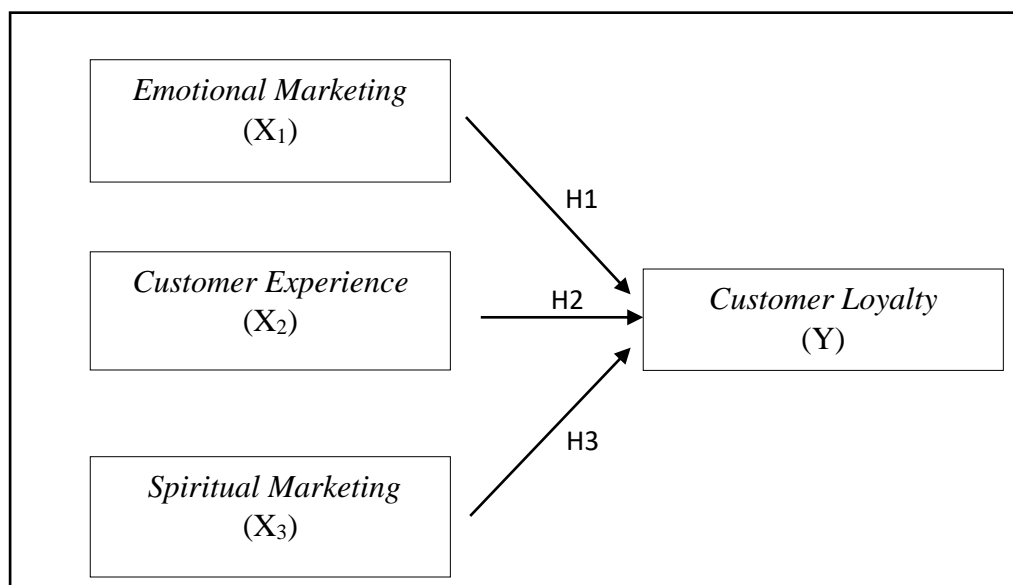 Emotional Marketing
(X₁)
H1
Customer Experience
(X₂)
H2
Customer Loyalty
(Y)
H3
Spiritual Marketing
(X₃)